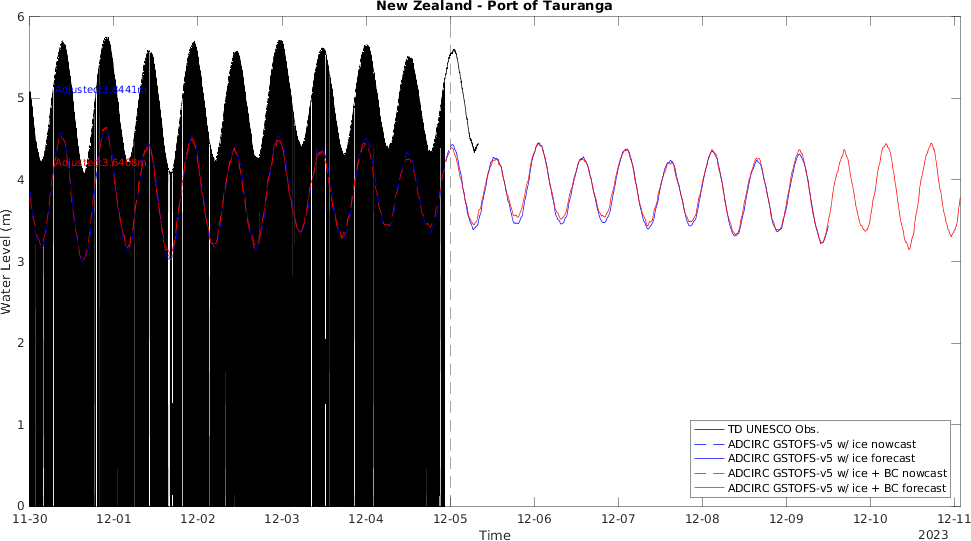 New Zealand - Port of Tauranga
6
5
4
3
2
1
0
Water Level (m)
11-30 12-01 12-02 12-03 12-04 12-05 12-06 12-07 12-08 12-09 12-10 12-11
Time
2023
TD UNESCO Obs.
ADCIRC GSTOFS-v5 w/ ice nowcast
ADCIRC GSTOFS-v5 w/ ice forecast
ADCIRC GSTOFS-v5 w/ ice + BC nowcast
ADCIRC GSTOFS-v5 w/ ice + BC forecast